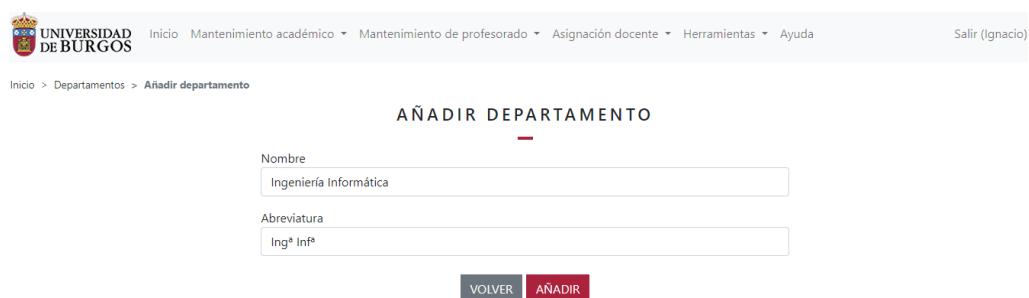 UNIVERSIDAD
DE BURGOS
Inicio Mantenimiento académico Mantenimiento de profesorado Asignación docente Herramientas Ayuda Salir (Ignacio)
Inicio > Departamentos > Añadir departamento
AÑADIR DEPARTAMENTO
Nombre
Ingeniería Informática
Abreviatura
Ingª Infª
VOLVER AÑADIR